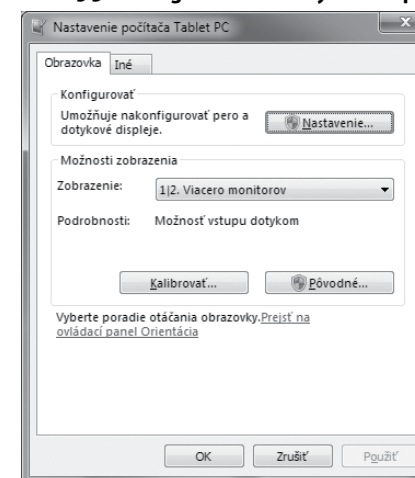 Nastavenie počítača Tablet PC
Obrazovka Iné
Konfigurovať
Umožňuje nakonfigurovať pero a
dotykové displeje.
Nastavenie...
Možnosti zobrazenia
Zobrazenie: 1|2. Viacero monitorov
Podrobnosti: Možnosť vstupu dotykom
Kalibrovať... Pôvodné...
Vyberte poradie otáčania obrazovky.Prejsť na
ovládací panel Orientácia
OK Zrušiť Použiť